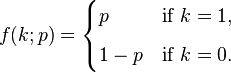 f(k;p) = { p if k = 1,
1 − p if k = 0.